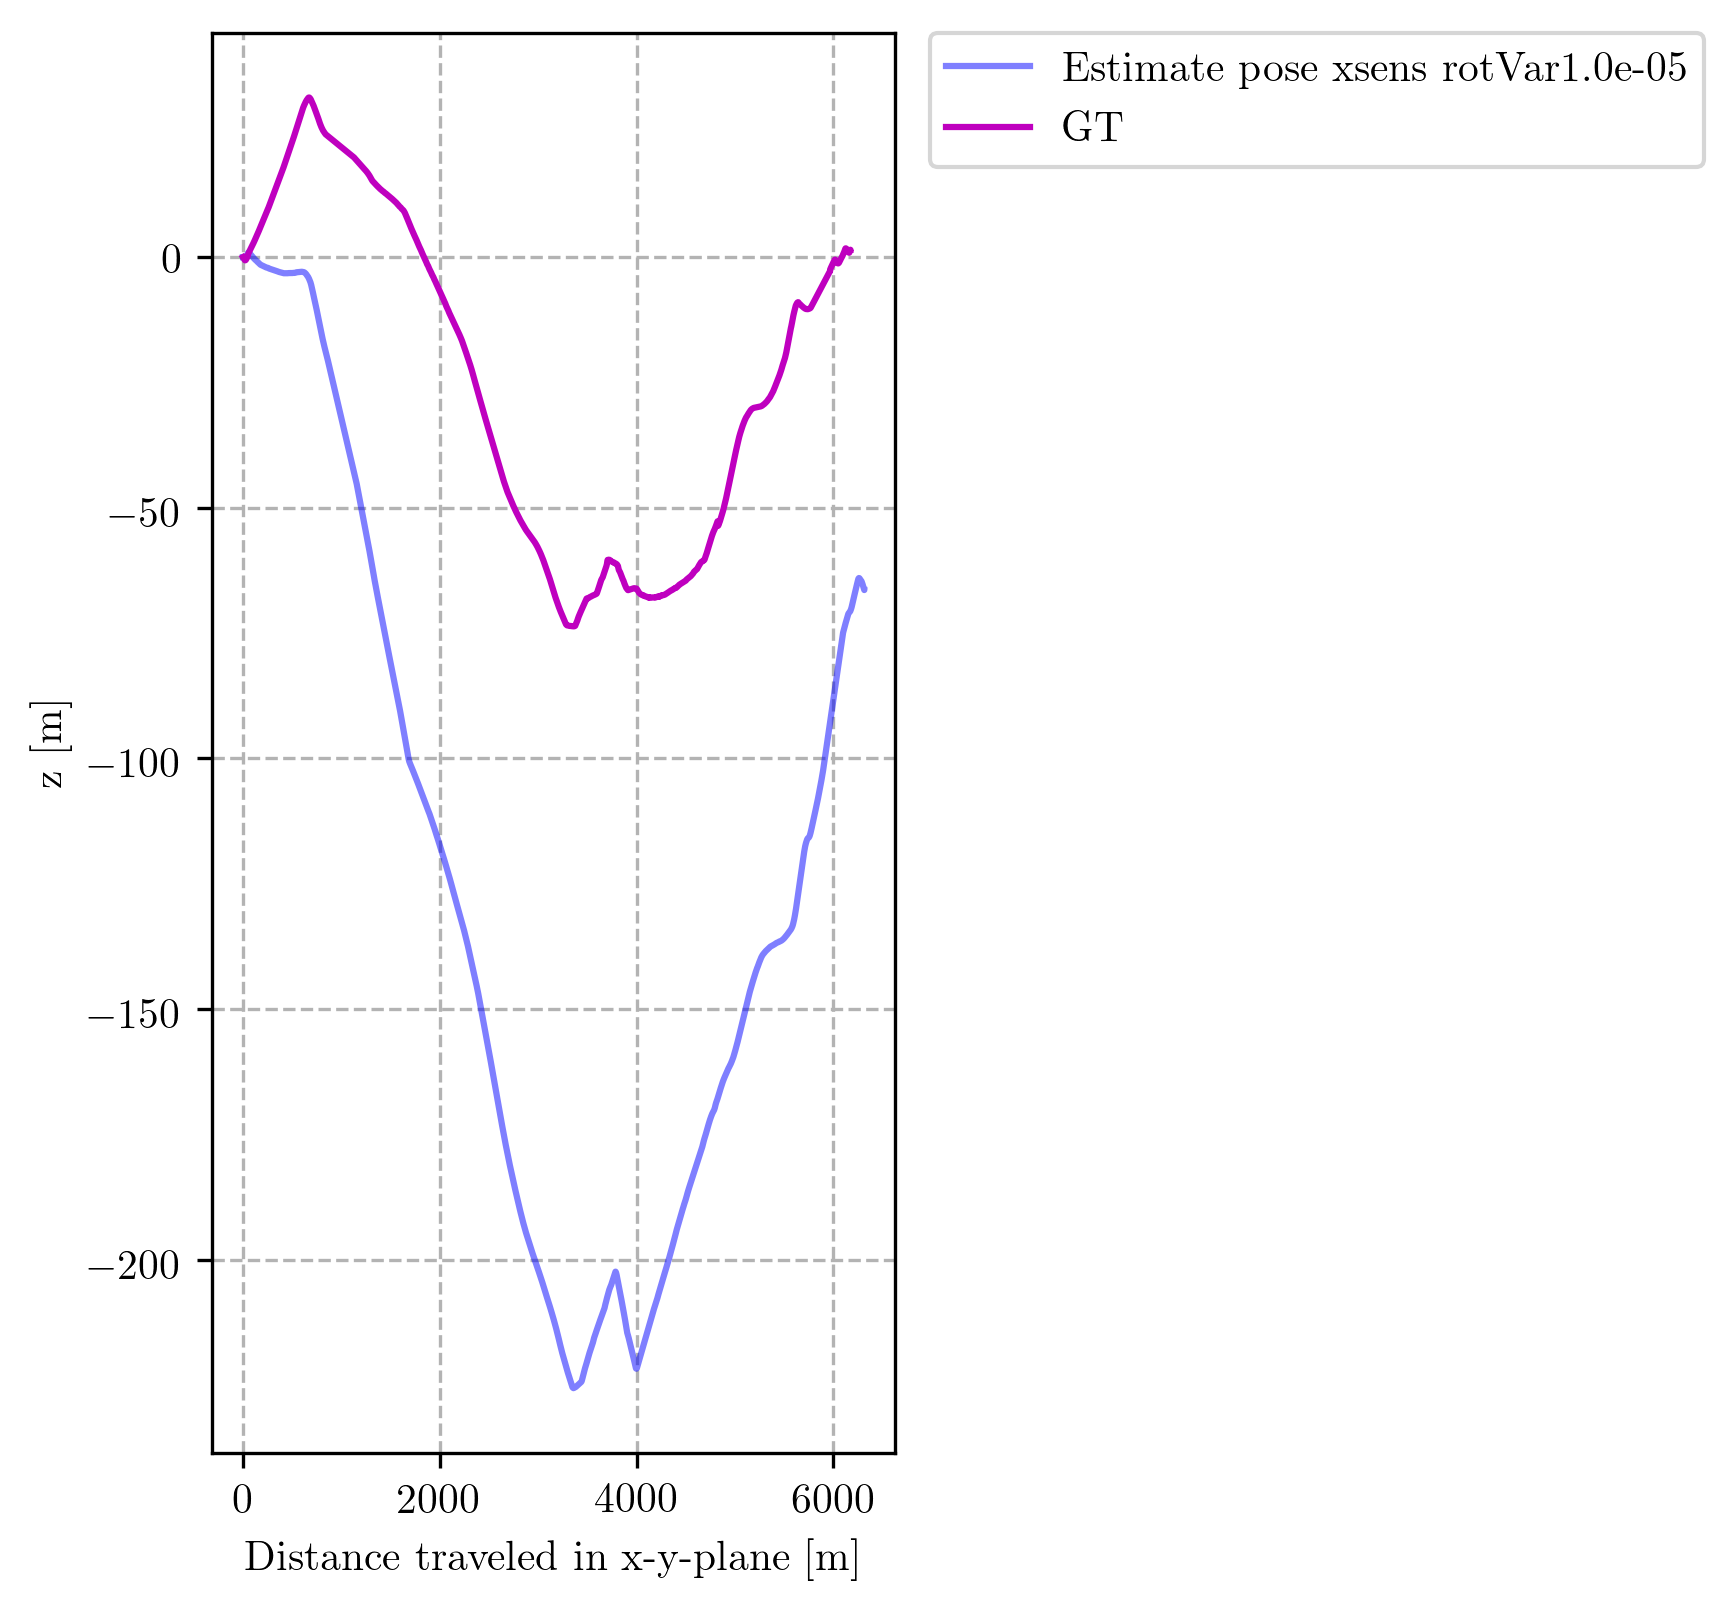 Estimate pose xsens rotVar1.0e-05
GT
0
−50
−100
−150
−200
z [m]
0 2000 4000 6000
Distance traveled in x-y-plane [m]